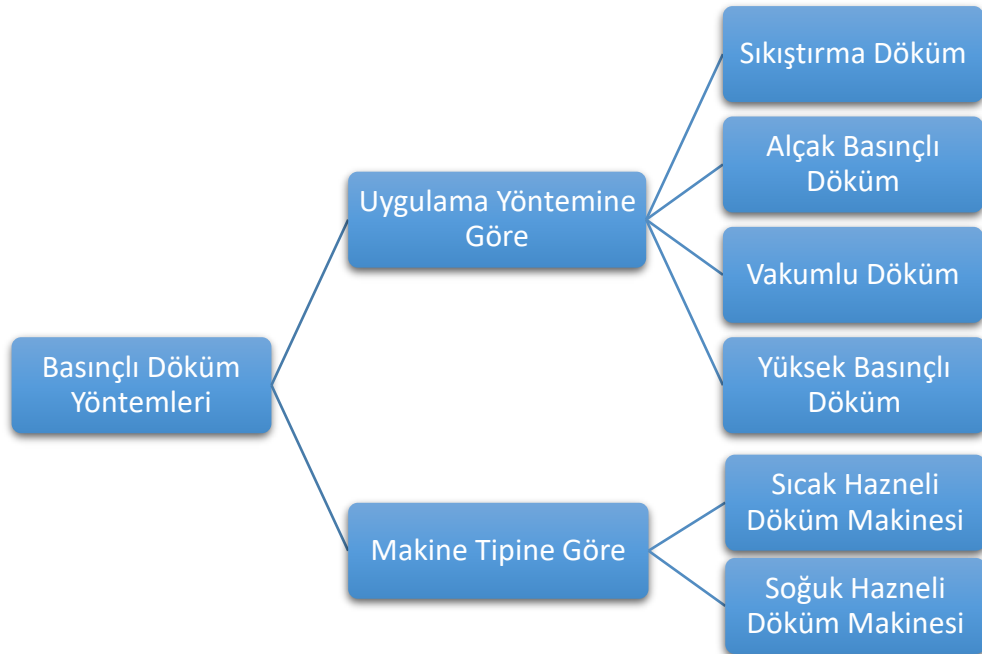 Basınçlı Döküm
Yöntemleri
Uygulama Yöntemine
Göre
Sıkıştırma Döküm
Alçak Basınçlı
Döküm
Vakumlu Döküm
Yüksek Basınçlı
Döküm
Makine Tipine Göre
Sıcak Hazneli
Döküm Makinesi
Soğuk Hazneli
Döküm Makinesi